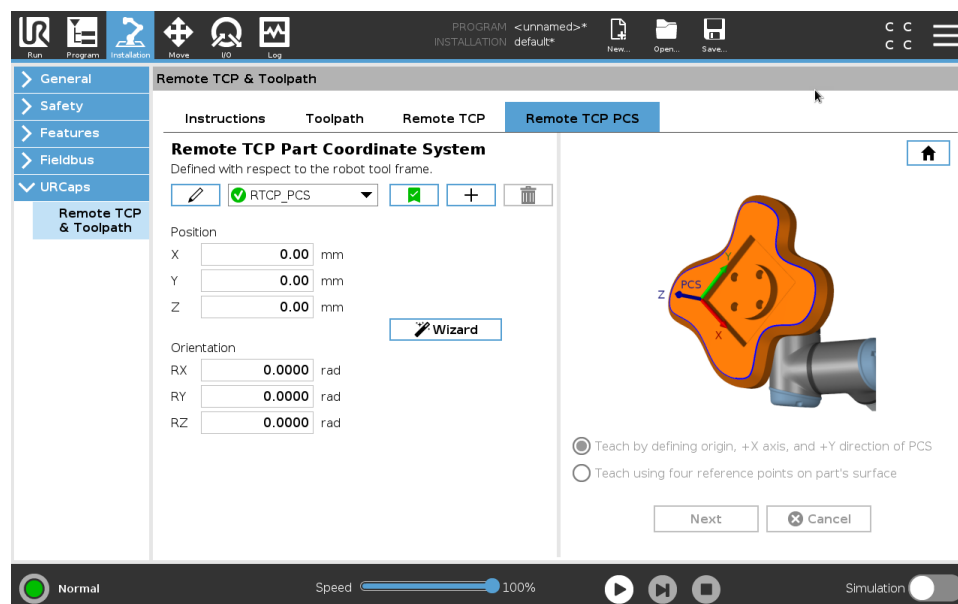 PROGRAM <unnamed>*
INSTALLATION default*
UR
Run Program Installation Move I/O Log New... Open... Save...
C C
C C
General
Safety
Features
Fieldbus
URCaps
Remote TCP
& Toolpath
Remote TCP & Toolpath
Instructions Toolpath Remote TCP Remote TCP PCS
Remote TCP Part Coordinate System
Defined with respect to the robot tool frame.
RTCP_PCS
Position
X 0.00 mm
Y 0.00 mm
Z 0.00 mm
Wizard
Orientation
RX 0.0000 rad
RY 0.0000 rad
RZ 0.0000 rad
Y
PCS
Z
X
Teach by defining origin, +X axis, and +Y direction of PCS
Teach using four reference points on part's surface
Next Cancel
Normal Speed 100% Simulation